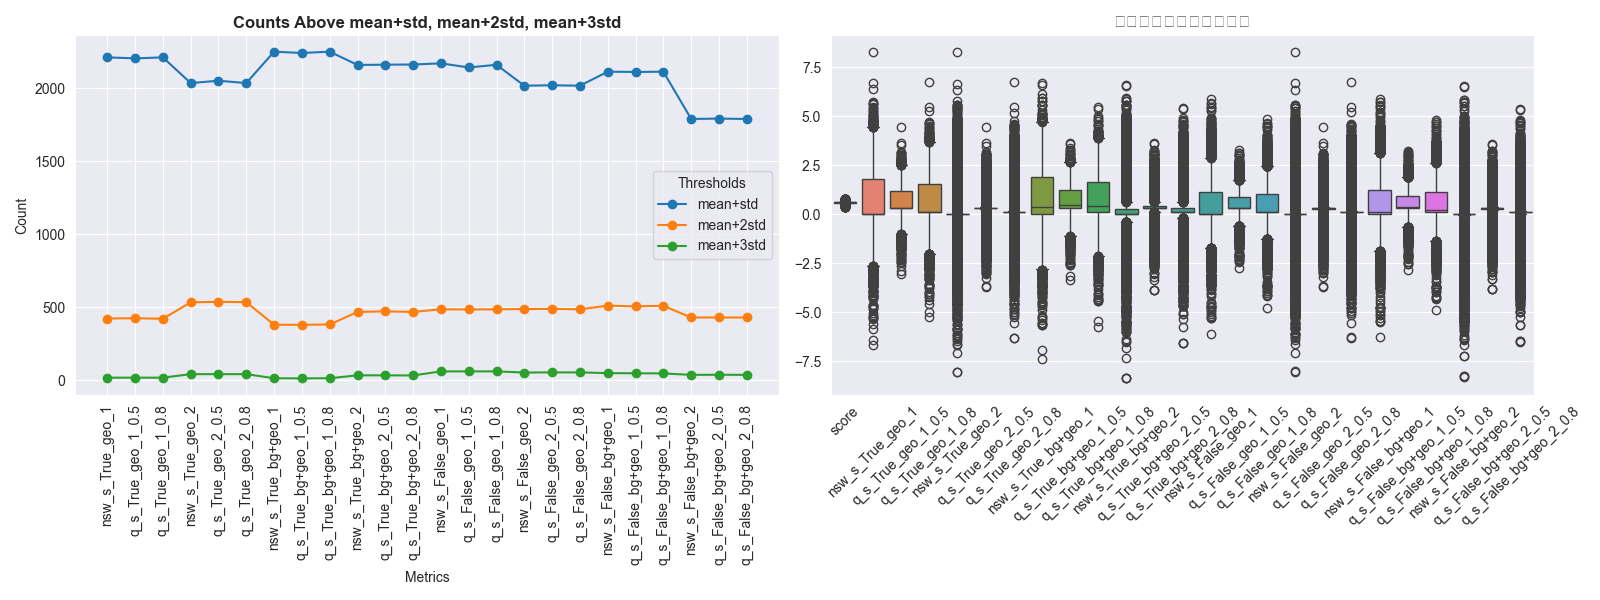 Counts Above mean+std, mean+2std, mean+3std
Count
2000
1500
1000
500
0
Thresholds
mean+std
mean+2std
mean+3std
nsw_s_True_geo_1
q_s_True_geo_1_0.5
q_s_True_geo_1_0.8
nsw_s_True_geo_2
q_s_True_geo_2_0.5
q_s_True_geo_2_0.8
nsw_s_True_bg+geo_1
q_s_True_bg+geo_1_0.5
q_s_True_bg+geo_1_0.8
nsw_s_True_bg+geo_2
q_s_True_bg+geo_2_0.5
q_s_True_bg+geo_2_0.8
nsw_s_False_geo_1
q_s_False_geo_1_0.5
q_s_False_geo_1_0.8
nsw_s_False_geo_2
q_s_False_geo_2_0.5
q_s_False_geo_2_0.8
nsw_s_False_bg+geo_1
q_s_False_bg+geo_1_0.5
q_s_False_bg+geo_1_0.8
nsw_s_False_bg+geo_2
q_s_False_bg+geo_2_0.5
q_s_False_bg+geo_2_0.8
Metrics
7.5
5.0
2.5
0.0
−2.5
−5.0
−7.5
score
nsw_s_True_geo_1
q_s_True_geo_1_0.5
q_s_True_geo_1_0.8
nsw_s_True_geo_2
q_s_True_geo_2_0.5
q_s_True_geo_2_0.8
nsw_s_True_bg+geo_1
q_s_True_bg+geo_1_0.5
q_s_True_bg+geo_1_0.8
nsw_s_True_bg+geo_2
q_s_True_bg+geo_2_0.5
q_s_True_bg+geo_2_0.8
nsw_s_False_geo_1
q_s_False_geo_1_0.5
q_s_False_geo_1_0.8
nsw_s_False_geo_2
q_s_False_geo_2_0.5
q_s_False_geo_2_0.8
nsw_s_False_bg+geo_1
q_s_False_bg+geo_1_0.5
q_s_False_bg+geo_1_0.8
nsw_s_False_bg+geo_2
q_s_False_bg+geo_2_0.5
q_s_False_bg+geo_2_0.8